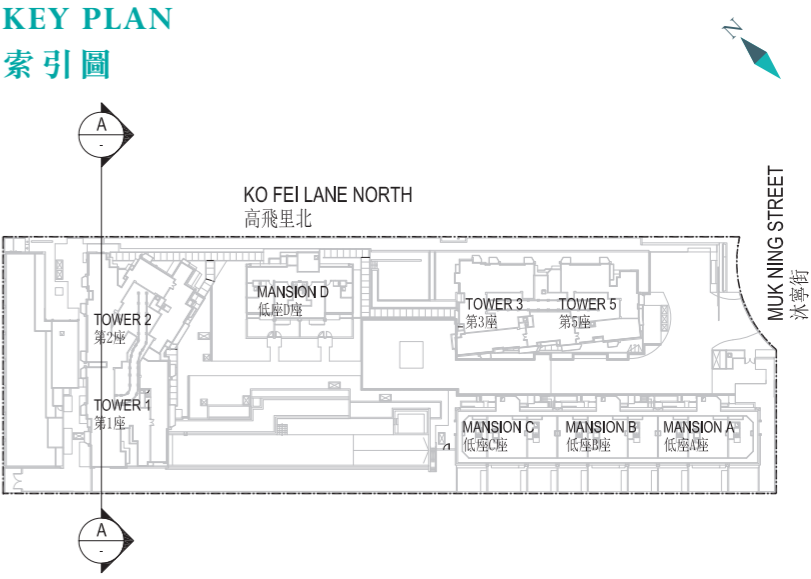 KEY PLAN
索引圖
N
A
-
KO FEI LANE NORTH
高飛里北
MUK NING STREET
沐寧街
MANSION D
低座D座
TOWER 3
第3座
TOWER 5
第5座
TOWER 2
第2座
TOWER 1
第1座
MANSION C
低座C座
MANSION B
低座B座
MANSION A
低座A座
A
-